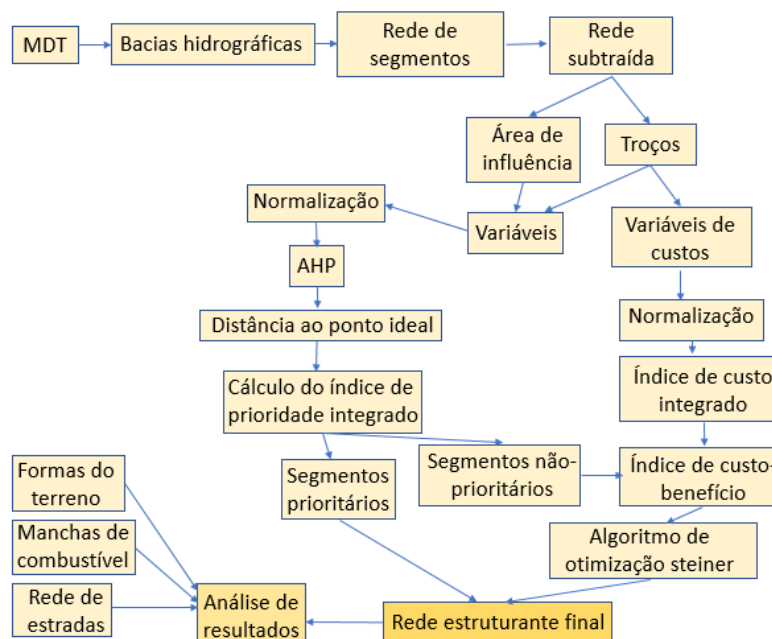 MDT
Bacias hidrográficas
Rede de
segmentos
Rede
subtraída
Área de
influência
Troços
Normalização
Variáveis
Variáveis de
custos
AHP
Normalização
Distância ao ponto ideal
Cálculo do índice de
prioridade integrado
Índice de custo
integrado
Formas do
terreno
Segmentos
prioritários
Segmentos não-
prioritários
Índice de custo-
benefício
Manchas de
combustível
Algoritmo de
otimização steiner
Rede de
estradas
Análise de
resultados
Rede estruturante final